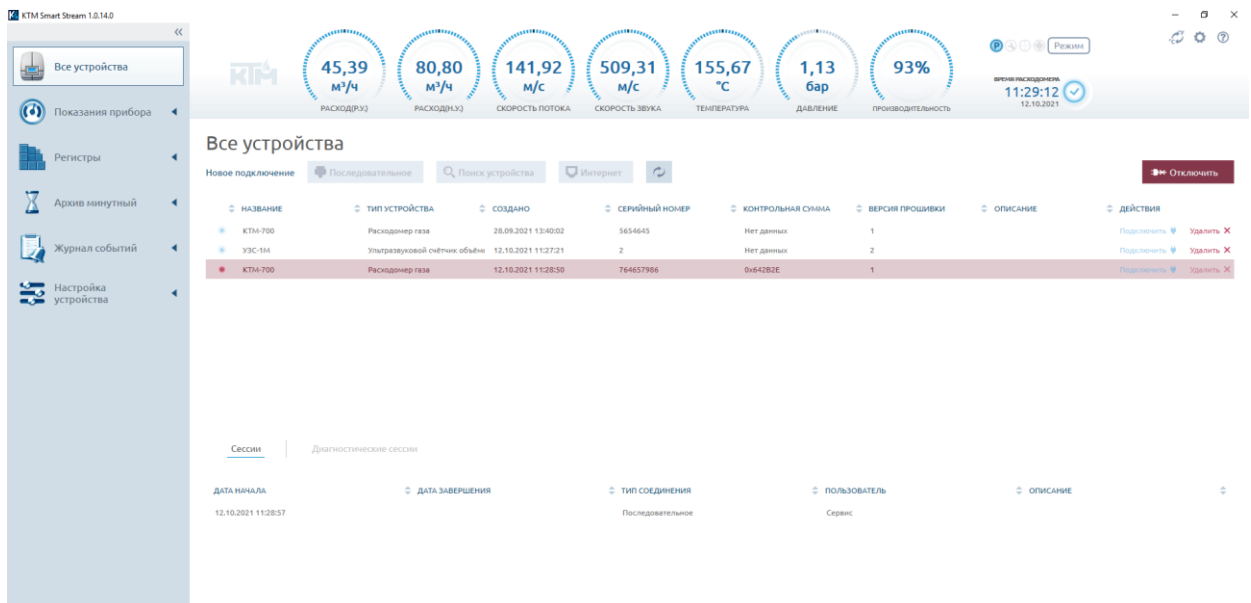 KTM Smart Stream 1.0.14.0
Все устройства
Показания прибора
Регистры
Архив минутный
Журнал событий
Настройка
устройства
КТМ
45,39
м³/ч
РАСХОД(Р.У.)
80,80
м³/ч
РАСХОД(Н.У.)
141,92
м/с
СКОРОСТЬ ПОТОКА
509,31
м/с
СКОРОСТЬ ЗВУКА
155,67
°C
ТЕМПЕРАТУРА
1,13
бар
ДАВЛЕНИЕ
93%
ПРОИЗВОДИТЕЛЬНОСТЬ
P
Режим
ВРЕМЯ РАСХОДОМЕРА
11:29:12
12.10.2021
Все устройства
Новое подключение Последовательное Поиск устройства Интернет Отключить
НАЗВАНИЕ ТИП УСТРОЙСТВА СОЗДАНО СЕРИЙНЫЙ НОМЕР КОНТРОЛЬНАЯ СУММА ВЕРСИЯ ПРОШИВКИ ОПИСАНИЕ ДЕЙСТВИЯ
КТМ-700 Расходомер газа 28.09.2021 13:40:02 5654645 Нет данных 1 Подключить Удалить
УЗС-1М Ультразвуковой счётчик объём 12.10.2021 11:27:21 2 Нет данных 2 Подключить Удалить
КТМ-700 Расходомер газа 12.10.2021 11:28:50 764657986 0x642B2E 1 Подключить Удалить
Сессии Диагностические сессии
ДАТА НАЧАЛА ДАТА ЗАВЕРШЕНИЯ ТИП СОЕДИНЕНИЯ ПОЛЬЗОВАТЕЛЬ ОПИСАНИЕ
12.10.2021 11:28:57 Последовательное Сервис